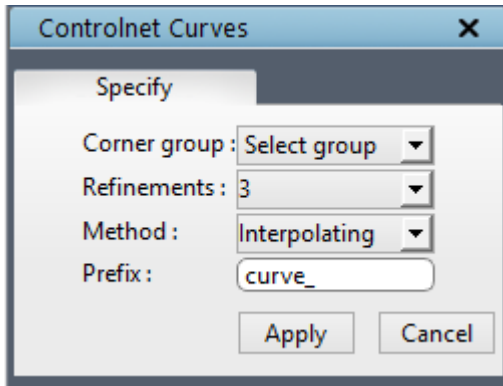 Controlnet Curves
Specify
Corner group : Select group
Refinements : 3
Method : Interpolating
Prefix : curve_
Apply Cancel